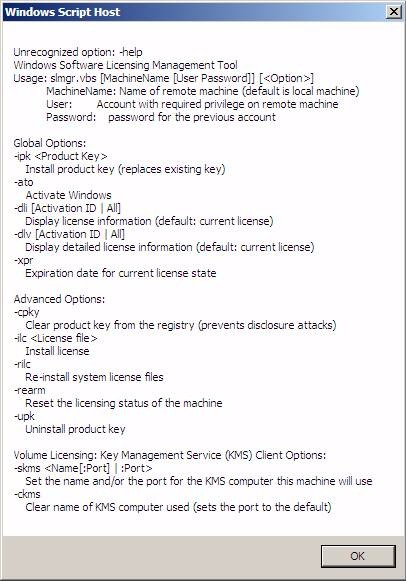 Windows Script Host
Unrecognized option: -help
Windows Software Licensing Management Tool
Usage: slmgr.vbs [MachineName [User Password]] [<Option>]
MachineName: Name of remote machine (default is local machine)
User: Account with required privilege on remote machine
Password: password for the previous account
Global Options:
-ipk <Product Key>
Install product key (replaces existing key)
-ato
Activate Windows
-dli [Activation ID | All]
Display license information (default: current license)
-dlv [Activation ID | All]
Display detailed license information (default: current license)
-xpr
Expiration date for current license state
Advanced Options:
-cpky
Clear product key from the registry (prevents disclosure attacks)
-ilc <License file>
Install license
-rilc
Re-install system license files
-rearm
Reset the licensing status of the machine
-upk
Uninstall product key
Volume Licensing: Key Management Service (KMS) Client Options:
-skms <Name[:Port] | :Port>
Set the name and/or the port for the KMS computer this machine will use
-ckms
Clear name of KMS computer used (sets the port to the default)
OK